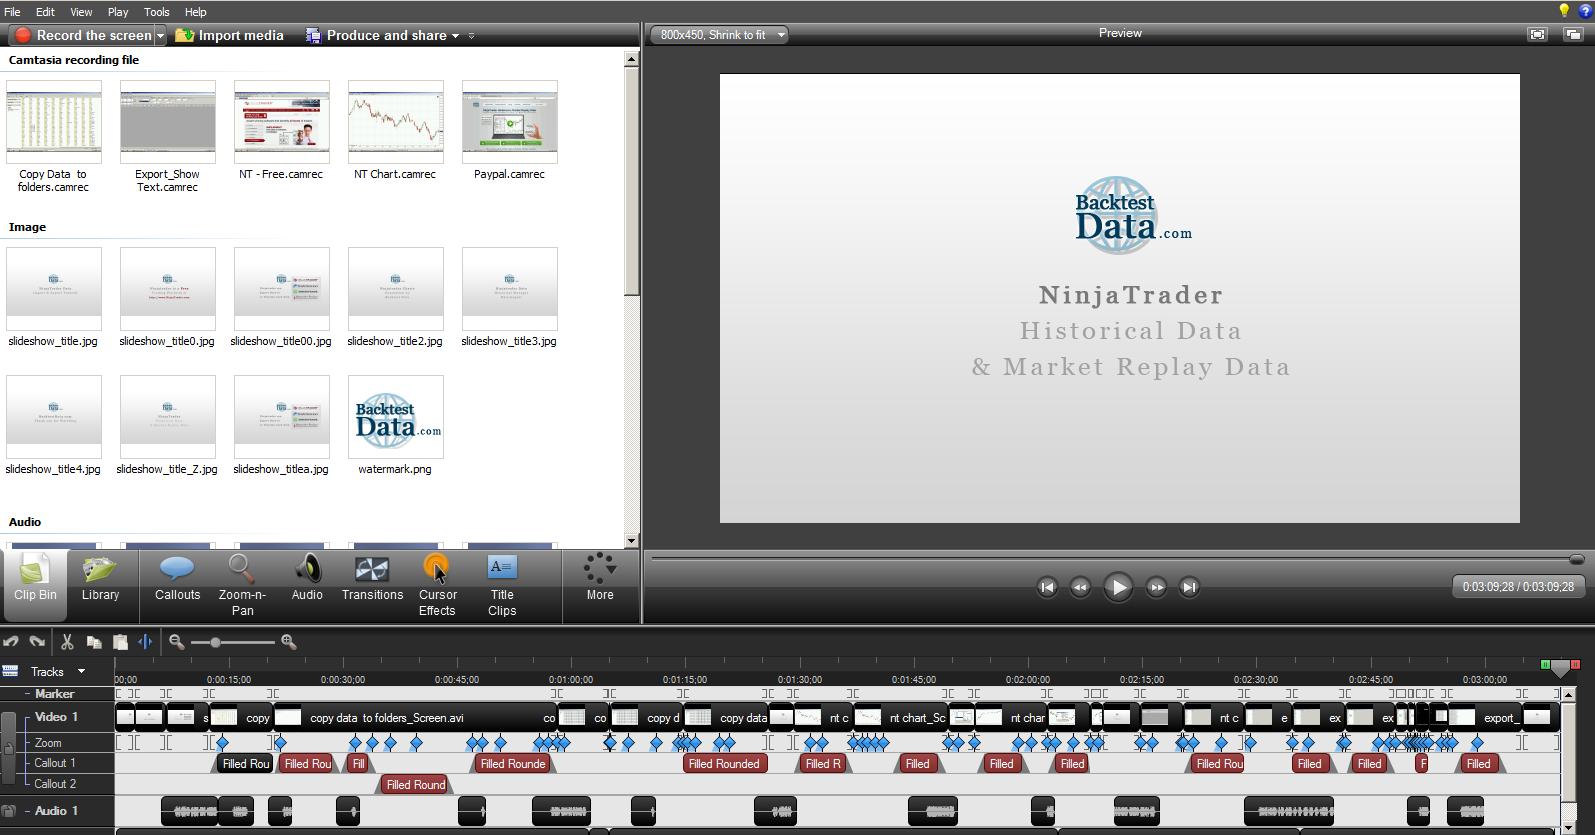 File Edit View Play Tools Help
Record the screen Import media Produce and share
800x450, Shrink to fit
Preview
Camtasia recording file
Copy Data to folders.camrec
Export_Show Text.camrec
NT - Free.camrec
NT Chart.camrec
Paypal.camrec
Image
slideshow_title.jpg
slideshow_title0.jpg
slideshow_title00.jpg
slideshow_title2.jpg
slideshow_title3.jpg
slideshow_title4.jpg
slideshow_title_Z.jpg
slideshow_titlea.jpg
Backtest
Data.com
watermark.png
Audio
Backtest
Data.com
NinjaTrader
Historical Data
& Market Replay Data
Clip Bin
Library
Callouts
Zoom-n-Pan
Audio
Transitions
Cursor Effects
A=
Title Clips
More
0:03:09;28 / 0:03:09;28
Tracks
00;00 0:00:15;00 0:00:30;00 0:00:45;00 0:01:00;00 0:01:15;00 0:01:30;00 0:01:45;00 0:02:00;00 0:02:15;00 0:02:30;00 0:02:45;00 0:03:00;00
Marker
Video 1 s copy copy data to folders_Screen.avi co co copy d copy data nt c nt chart_Sc nt char nt c e ex ex export_
Zoom
Callout 1 Filled Rou Filled Rou Fill Filled Rounde Filled Rounded Filled R Filled Filled Filled Filled Rou Filled Filled F Filled
Callout 2 Filled Round
Audio 1